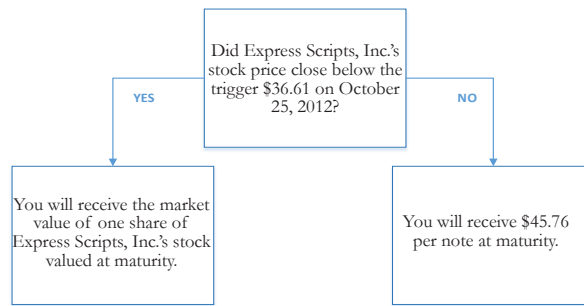 Did Express Scripts, Inc.'s
stock price close below the
trigger $36.61 on October
25, 2012?
YES
NO
You will receive the market
value of one share of
Express Scripts, Inc.'s stock
valued at maturity.
You will receive $45.76
per note at maturity.